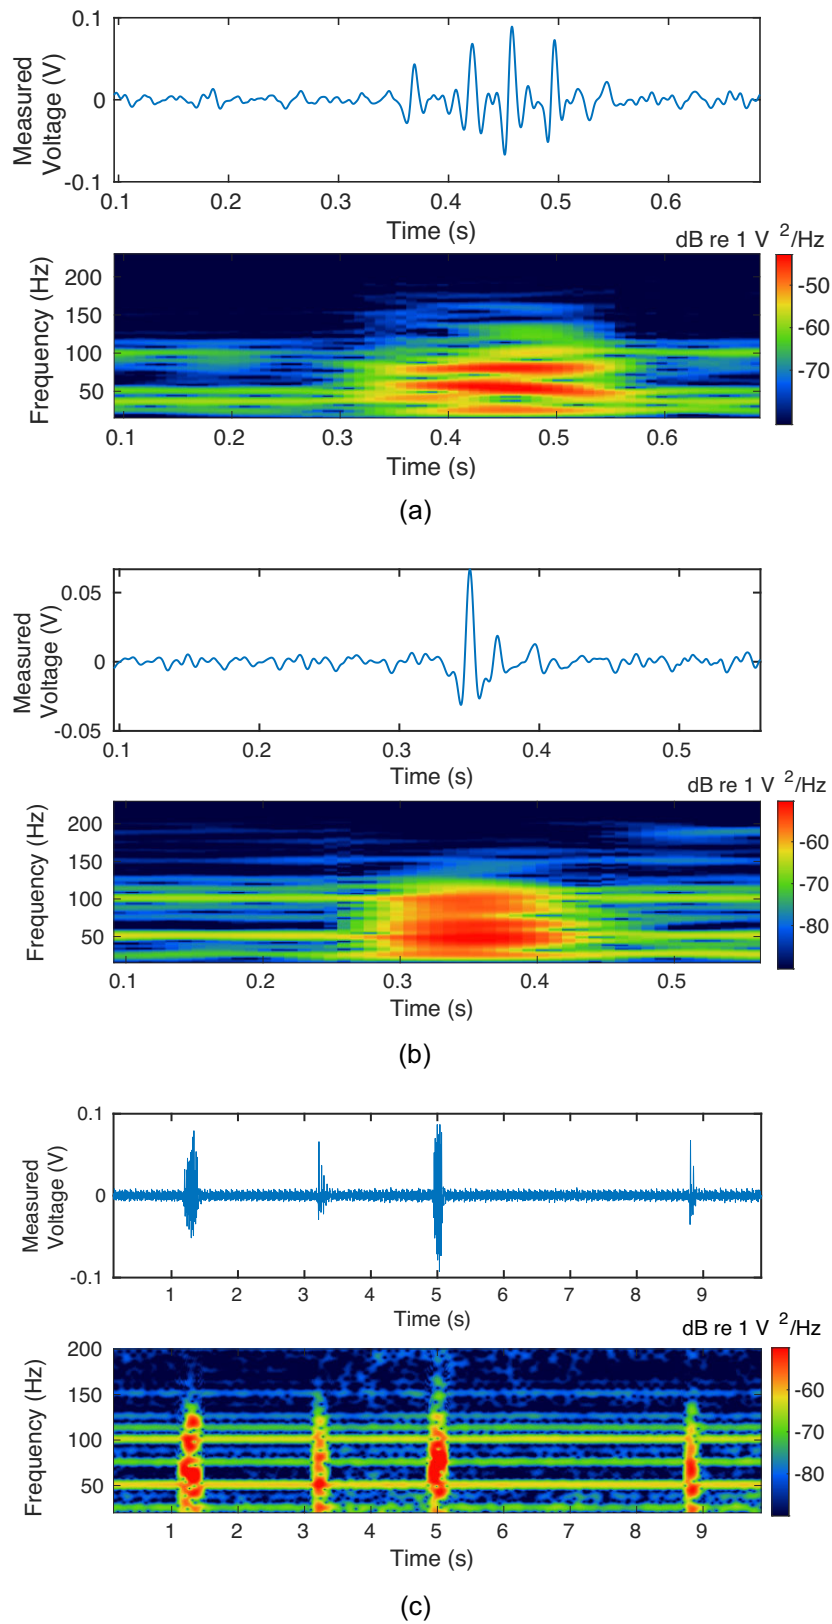 0.1
Measured
Voltage (V)
0
-0.1
0.1 0.2 0.3 0.4 0.5 0.6
Time (s)
dB re 1 V 2/Hz
200
150
100
50
Frequency (Hz)
-50
-70
0.1 0.2 0.3 0.4 0.5 0.6
Time (s)
(a)
0.05
Measured
Voltage (V)
0
-0.05
0.1 0.2 0.3 0.4 0.5
Time (s)
dB re 1 V 2/Hz
200
150
100
50
Frequency (Hz)
-60
-80
0.1 0.2 0.3 0.4 0.5
Time (s)
(b)
0.1
Measured
Voltage (V)
0
-0.1
1 2 3 4 5 6 7 8 9
Time (s)
dB re 1 V 2/Hz
200
150
100
50
Frequency (Hz)
-60
-80
1 2 3 4 5 6 7 8 9
Time (s)
(c)